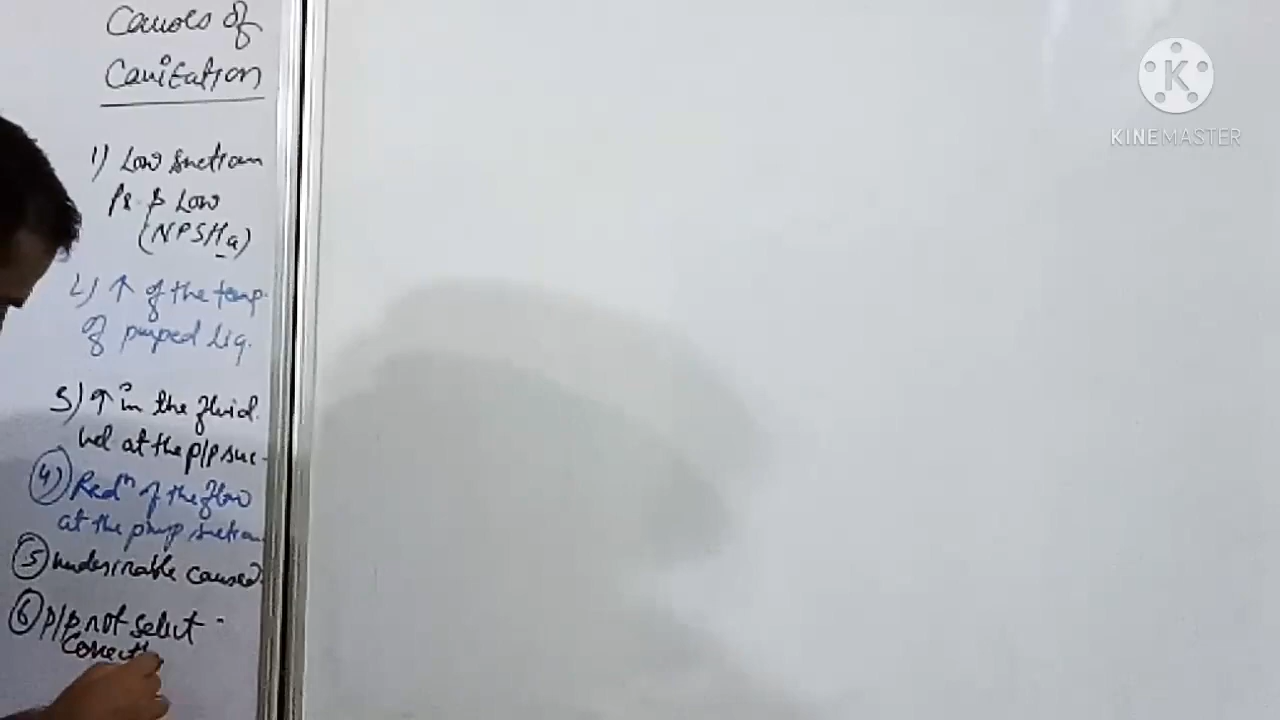 Causes of
Cavitation
1) Low Suction
Pr. & Low
(NPSHa)
2) ↑ of the temp.
of pumped Liq.
3) ↑ in the fluid
vel at the P/P suc-
4) Redn of the flow
at the pump suction
5) undesirable caused
6) P/P not select
Correctl
K
KINEMASTER